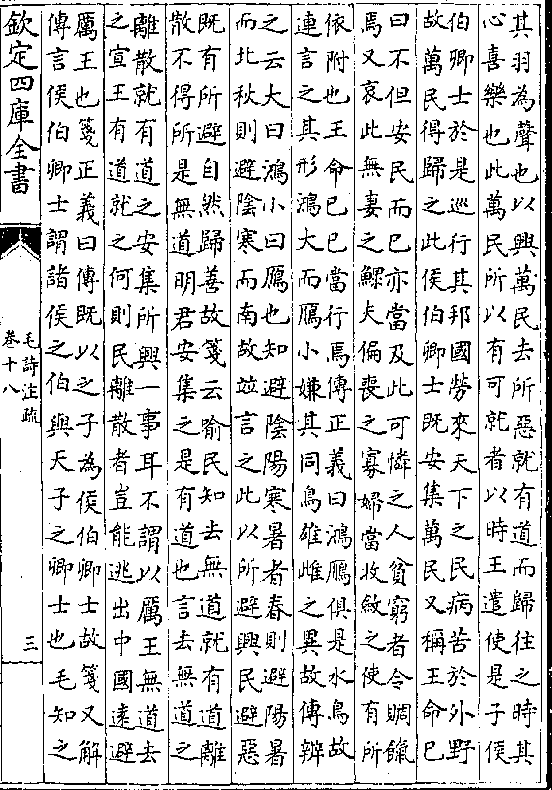 其羽為聲也以興萬民去所惡就有道而歸往之時其
心喜樂也此萬民所以有可就者以時王遣使是子侯
伯卿士於是巡行其邦國勞來天下之民病苦於外野
故萬民得歸之此侯伯卿士既安集萬民又稱王命已
曰不但安民而已亦當及此可憐之人貧窮者令賙餼
焉又哀此無妻之鰥夫偏喪之寡婦當收斂之使有所
依附也王命已已當行焉傳正義曰鴻鴈俱是水鳥故
連言之其形鴻大而鴈小嫌其同鳥雄雌之異故傳辨
之云大曰鴻小曰鴈也知避陰陽寒暑者春則避陽暑
而北秋則避陰寒而南故竝言之此以所避興民避惡
既有所避自然歸善故箋云喻民知去無道就有道離
散不得所是無道明君安集之是有道也言去無道之
離散就有道之安集所興一事耳不謂以厲王無道去
之宣王有道就之何則民離散者豈能逃出中國遠避
厲王也箋正義曰傳既以之子為侯伯卿士故箋又解
傳言侯伯卿士謂諸侯之伯與天子之卿士也毛知之
欽定四庫全書
毛詩注疏
卷十八
三